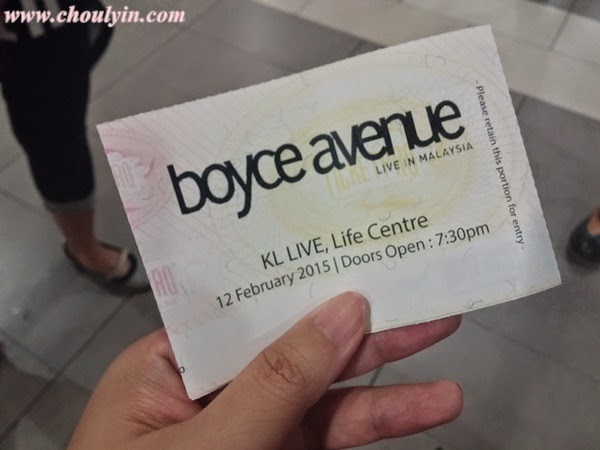 www.choulyin.com
boyce avenue
LIVE IN MALAYSIA
KL LIVE, Life Centre
12 February 2015 | Doors Open : 7:30pm
- Please retain this portion for entry -